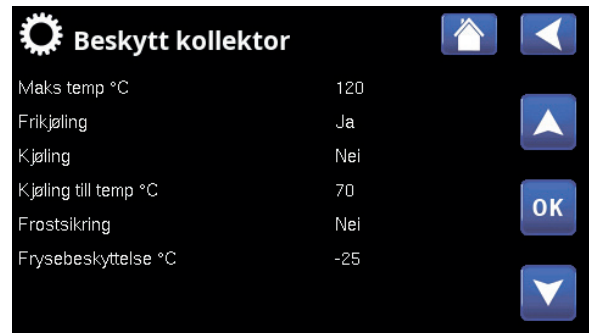 Beskytt kollektor
Maks temp °C 120
Frikjøling Ja
Kjøling Nei
Kjøling till temp °C 70
OK
Frostsikring Nei
Frysebeskyttelse °C -25